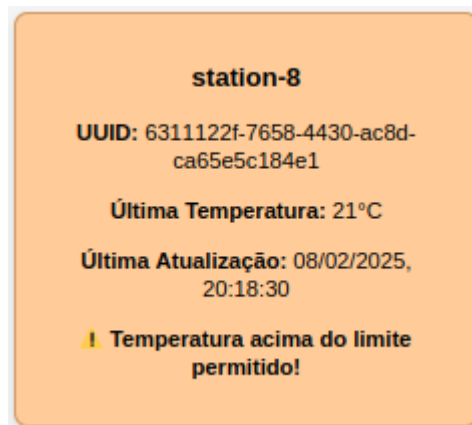 station-8
UUID: 6311122f-7658-4430-ac8d-
ca65e5c184e1
Última Temperatura: 21°C
Última Atualização: 08/02/2025,
20:18:30
⚠️ Temperatura acima do limite
permitido!